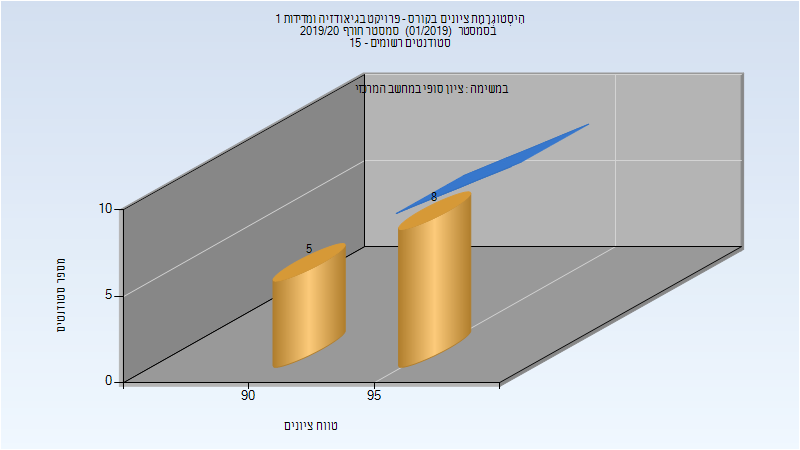 היסטוגרמת ציונים בקורס - פרויקט בגיאודזיה ומדידות 1
בסמסטר (01/2019) סמסטר חורף 2019/20
סטודנטים רשומים - 15
במשימה : ציון סופי במחשב המרכזי
8
5
10
5
0
מספר סטודנטים
90
95
טווח ציונים